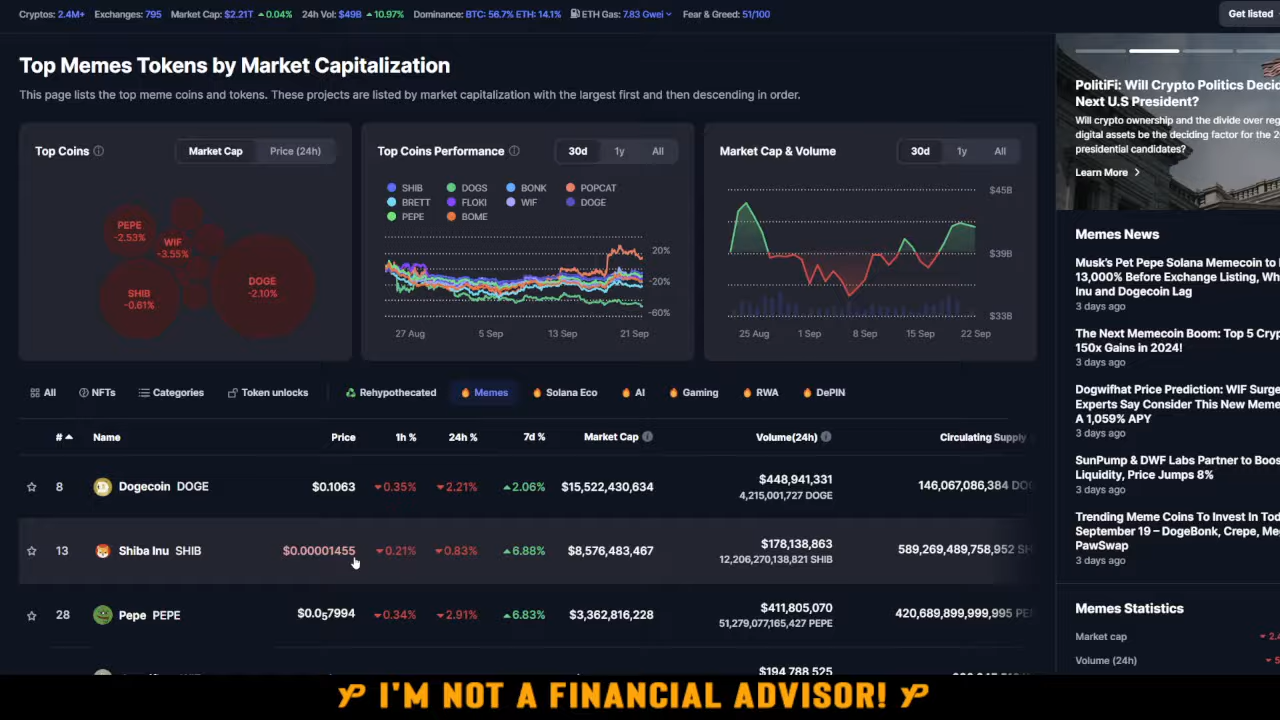 Cryptos: 2.4M+ Exchanges: 795 Market Cap: $2.21T 0.04% 24h Vol: $49B 10.97% Dominance: BTC: 56.7% ETH: 14.1% ETH Gas: 7.83 Gwei Fear & Greed: 51/100 Get listed
Top Memes Tokens by Market Capitalization
This page lists the top meme coins and tokens. These projects are listed by market capitalization with the largest first and then descending in order.
Top Coins Market Cap Price (24h)
PEPE
-2.53%
WIF
-3.55%
SHIB
-0.61%
DOGE
-2.10%
Top Coins Performance 30d 1y All
SHIB DOGS BONK POPCAT
BRETT FLOKI WIF DOGE
PEPE BOME
20%
-20%
-60%
27 Aug 5 Sep 13 Sep 21 Sep
Market Cap & Volume 30d 1y All
$45B
$39B
$33B
25 Aug 1 Sep 8 Sep 15 Sep 22 Sep
All NFTs Categories Token unlocks Rehypothecated Memes Solana Eco AI Gaming RWA DePIN
# Name Price 1h % 24h % 7d % Market Cap Volume(24h) Circulating Supply
8 Dogecoin DOGE $0.1063 0.35% 2.21% 2.06% $15,522,430,634 $448,941,331 146,067,086,384 DOG
4,215,001,727 DOGE
13 Shiba Inu SHIB $0.00001455 0.21% 0.83% 6.88% $8,576,483,467 $178,138,863 589,269,489,758,952 SH
12,206,270,138,821 SHIB
28 Pepe PEPE $0.0₅7994 0.34% 2.91% 6.83% $3,362,816,228 $411,805,070 420,689,899,999,995 PE
51,279,077,165,427 PEPE
$194,788,525
PolitiFi: Will Crypto Politics Decid
Next U.S President?
Will crypto ownership and the divide over reg
digital assets be the deciding factor for the 2
presidential candidates?
Learn More
Memes News
Musk's Pet Pepe Solana Memecoin to
13,000% Before Exchange Listing, Wh
Inu and Dogecoin Lag
3 days ago
The Next Memecoin Boom: Top 5 Cryp
150x Gains in 2024!
3 days ago
Dogwifhat Price Prediction: WIF Surge
Experts Say Consider This New Meme
A 1,059% APY
3 days ago
SunPump & DWF Labs Partner to Boos
Liquidity, Price Jumps 8%
3 days ago
Trending Meme Coins To Invest In Tod
September 19 – DogeBonk, Crepe, Me
PawSwap
3 days ago
Memes Statistics
Market cap 2.4
Volume (24h) 5
I'M NOT A FINANCIAL ADVISOR!